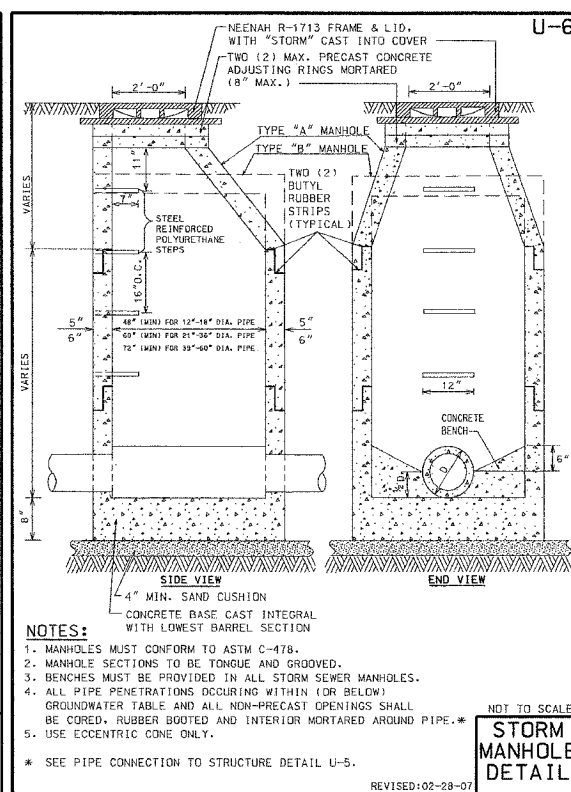 U-6
NEENAH R-1713 FRAME & LID,
WITH "STORM" CAST INTO COVER
TWO (2) MAX. PRECAST CONCRETE
ADJUSTING RINGS MORTARED
(8" MAX.)
2'-0"
2'-0"
TYPE "A" MANHOLE
TYPE "B" MANHOLE
TWO (2)
BUTYL
RUBBER
STRIPS
(TYPICAL)
VARIES
11"
7"
STEEL
REINFORCED
POLYURETHANE
STEPS
16"O.C.
5"
6"
48" (MIN) FOR 12"-18" DIA. PIPE
60" (MIN) FOR 21"-36" DIA. PIPE
72" (MIN) FOR 39"-60" DIA. PIPE
5"
6"
VARIES
12"
CONCRETE
BENCH
6"
D
½D
8"
SIDE VIEW
END VIEW
4" MIN. SAND CUSHION
CONCRETE BASE CAST INTEGRAL
WITH LOWEST BARREL SECTION
NOTES:
1. MANHOLES MUST CONFORM TO ASTM C-478.
2. MANHOLE SECTIONS TO BE TONGUE AND GROOVED.
3. BENCHES MUST BE PROVIDED IN ALL STORM SEWER MANHOLES.
4. ALL PIPE PENETRATIONS OCCURING WITHIN (OR BELOW)
GROUNDWATER TABLE AND ALL NON-PRECAST OPENINGS SHALL
BE CORED, RUBBER BOOTED AND INTERIOR MORTARED AROUND PIPE.*
5. USE ECCENTRIC CONE ONLY.
* SEE PIPE CONNECTION TO STRUCTURE DETAIL U-5.
NOT TO SCALE
STORM
MANHOLE
DETAIL
REVISED:02-28-07